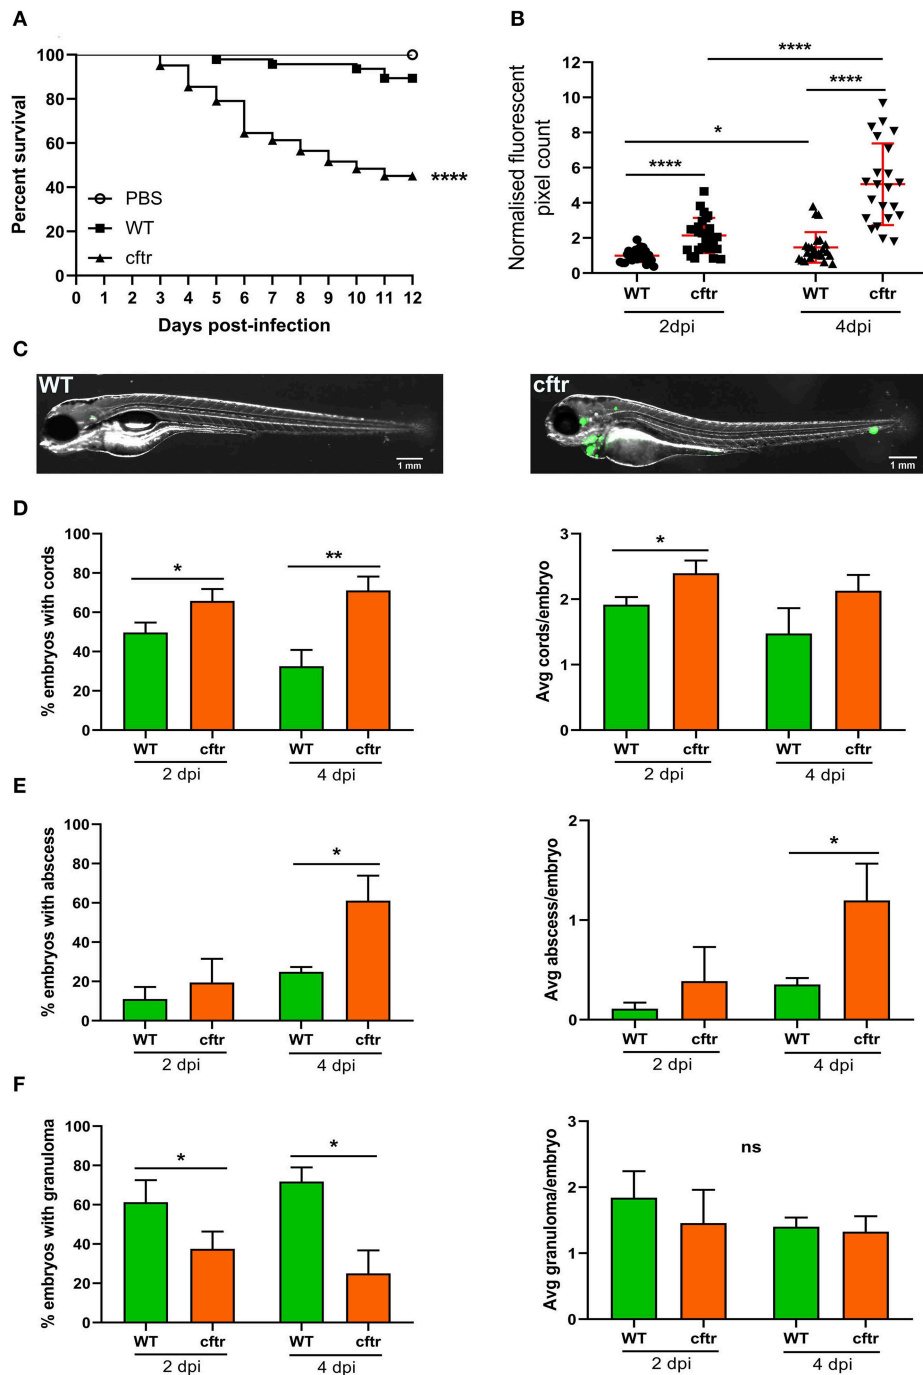 A
100
80
60
40
20
0
Percent survival
PBS
WT
cftr
****
0 1 2 3 4 5 6 7 8 9 10 11 12
Days post-infection
B
12
10
8
6
4
2
0
Normalised fluorescent
pixel count
****
****
*
****
WT cftr WT cftr
2dpi 4dpi
C
WT
1 mm
cftr
1 mm
D
100
80
60
40
20
0
% embryos with cords
*
**
WT cftr WT cftr
2 dpi 4 dpi
3
2
1
0
Avg cords/embryo
*
WT cftr WT cftr
2 dpi 4 dpi
E
100
80
60
40
20
0
% embryos with abscess
*
WT cftr WT cftr
2 dpi 4 dpi
2
1
0
Avg abscess/embryo
*
WT cftr WT cftr
2 dpi 4 dpi
F
100
80
60
40
20
0
% embryos with granuloma
*
*
WT cftr WT cftr
2 dpi 4 dpi
3
2
1
0
Avg granuloma/embryo
ns
WT cftr WT cftr
2 dpi 4 dpi